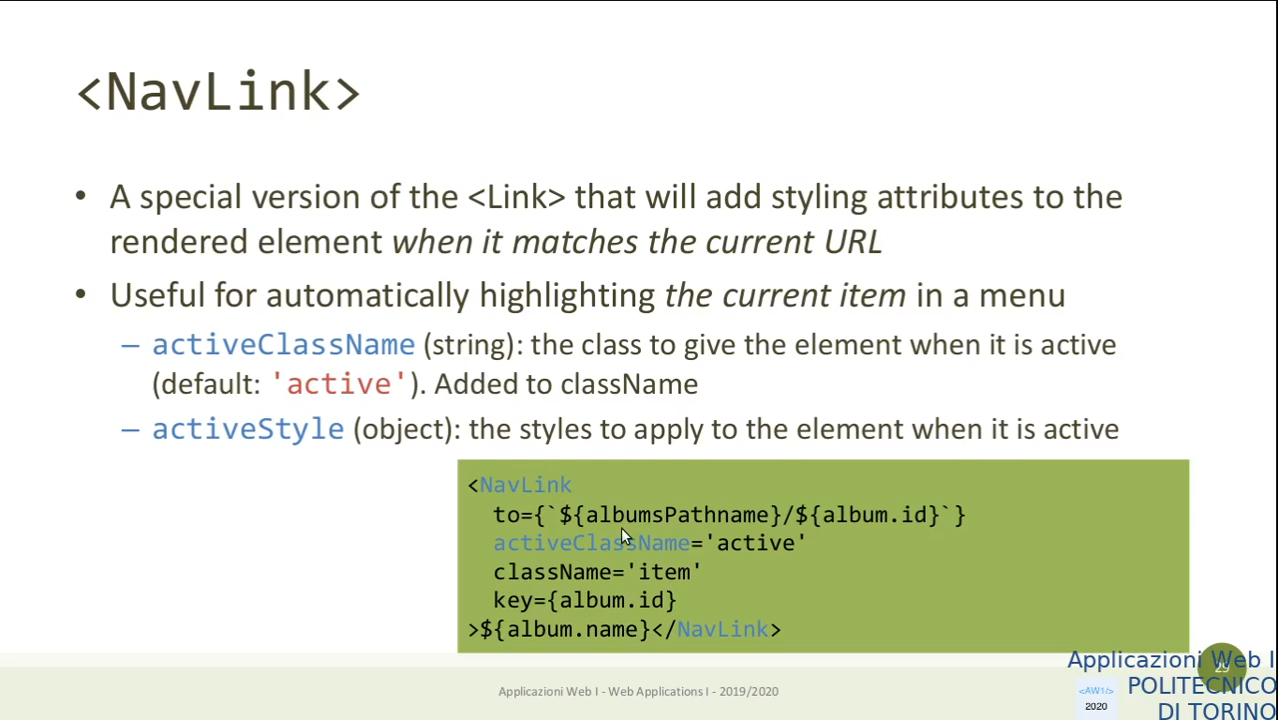 <NavLink>
• A special version of the <Link> that will add styling attributes to the
rendered element when it matches the current URL
• Useful for automatically highlighting the current item in a menu
– activeClassName (string): the class to give the element when it is active
(default: 'active'). Added to className
– activeStyle (object): the styles to apply to the element when it is active
<NavLink
to={`${albumsPathname}/${album.id}`}
activeClassName='active'
className='item'
key={album.id}
>${album.name}</NavLink>
Applicazioni Web I - Web Applications I - 2019/2020
Applicazioni Web I
POLITECNICO
DI TORINO
<AW1/>
2020